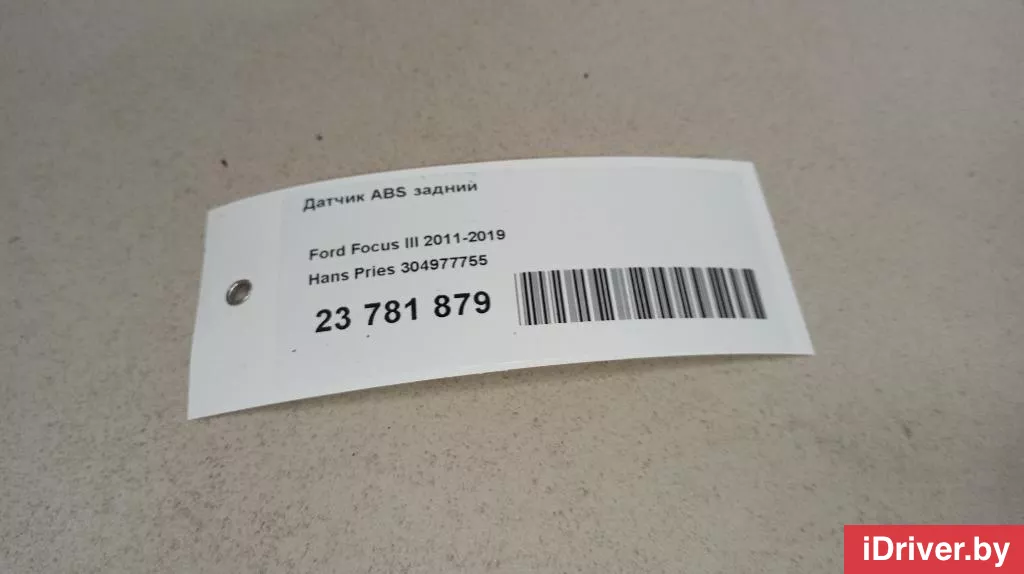 Датчик ABS задний
Ford Focus III 2011-2019
Hans Pries 304977755
23 781 879
iDriver.by